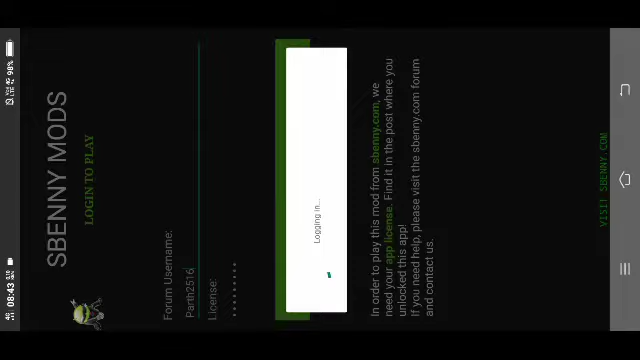 08:43
98%
SBENNY MODS
LOGIN TO PLAY
Forum Username:
Parth2516
License:
Logging in...
In order to play this mod from sbenny.com, we
need your app license. Find it in the post where you
unlocked this app!
If you need help, please visit the sbenny.com forum
and contact us.
VISIT SBENNY.COM